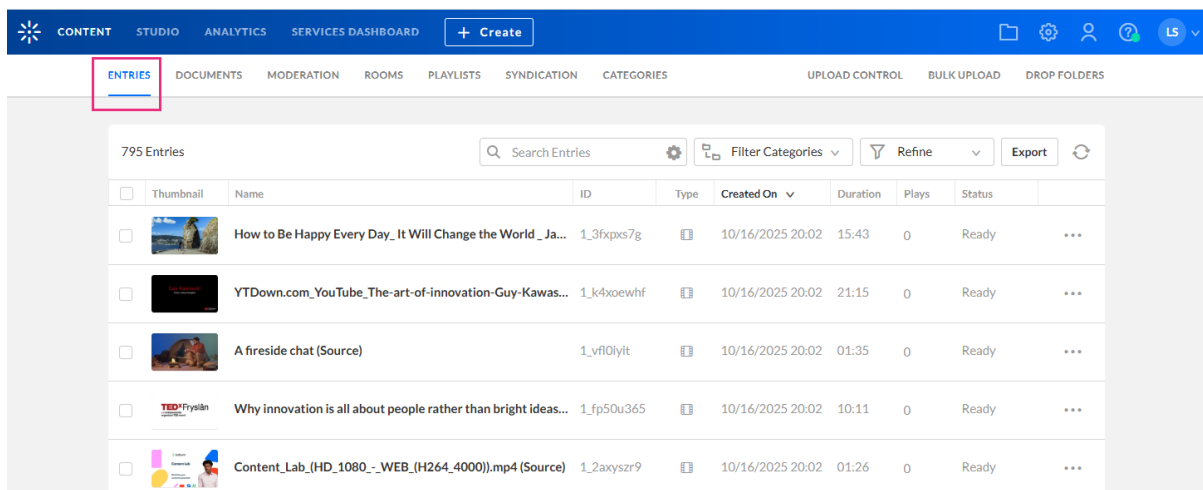 CONTENT STUDIO ANALYTICS SERVICES DASHBOARD + Create LS
ENTRIES DOCUMENTS MODERATION ROOMS PLAYLISTS SYNDICATION CATEGORIES UPLOAD CONTROL BULK UPLOAD DROP FOLDERS
795 Entries Search Entries Filter Categories Refine Export
Thumbnail Name ID Type Created On Duration Plays Status
How to Be Happy Every Day_ It Will Change the World _ Ja... 1_3fxpxs7g 10/16/2025 20:02 15:43 0 Ready
YTDown.com_YouTube_The-art-of-innovation-Guy-Kawas... 1_k4xoewhf 10/16/2025 20:02 21:15 0 Ready
A fireside chat (Source) 1_vfl0lylt 10/16/2025 20:02 01:35 0 Ready
TEDxFryslân
Why innovation is all about people rather than bright ideas... 1_fp50u365 10/16/2025 20:02 10:11 0 Ready
Content_Lab_(HD_1080_-_WEB_(H264_4000)).mp4 (Source) 1_2axyszr9 10/16/2025 20:02 01:26 0 Ready